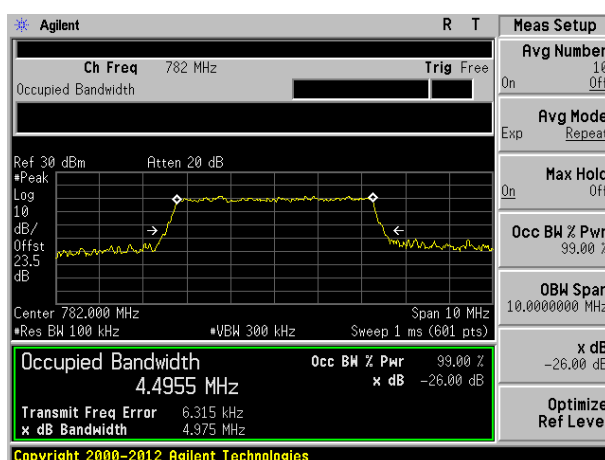 Agilent R T Meas Setup
Ch Freq 782 MHz Trig Free
Occupied Bandwidth
Avg Number
10
On Off
Avg Mode
Exp Repeat
Max Hold
On Off
Occ BW % Pwr
99.00 %
OBW Span
10.0000000 MHz
x dB
-26.00 dB
Optimize
Ref Level
Ref 30 dBm Atten 20 dB
#Peak
Log
10
dB/
Offst
23.5
dB
Center 782.000 MHz Span 10 MHz
#Res BW 100 kHz #VBW 300 kHz Sweep 1 ms (601 pts)
Occupied Bandwidth Occ BW % Pwr 99.00 %
4.4955 MHz x dB -26.00 dB
Transmit Freq Error 6.315 kHz
x dB Bandwidth 4.975 MHz
Copyright 2000-2012 Agilent Technologies